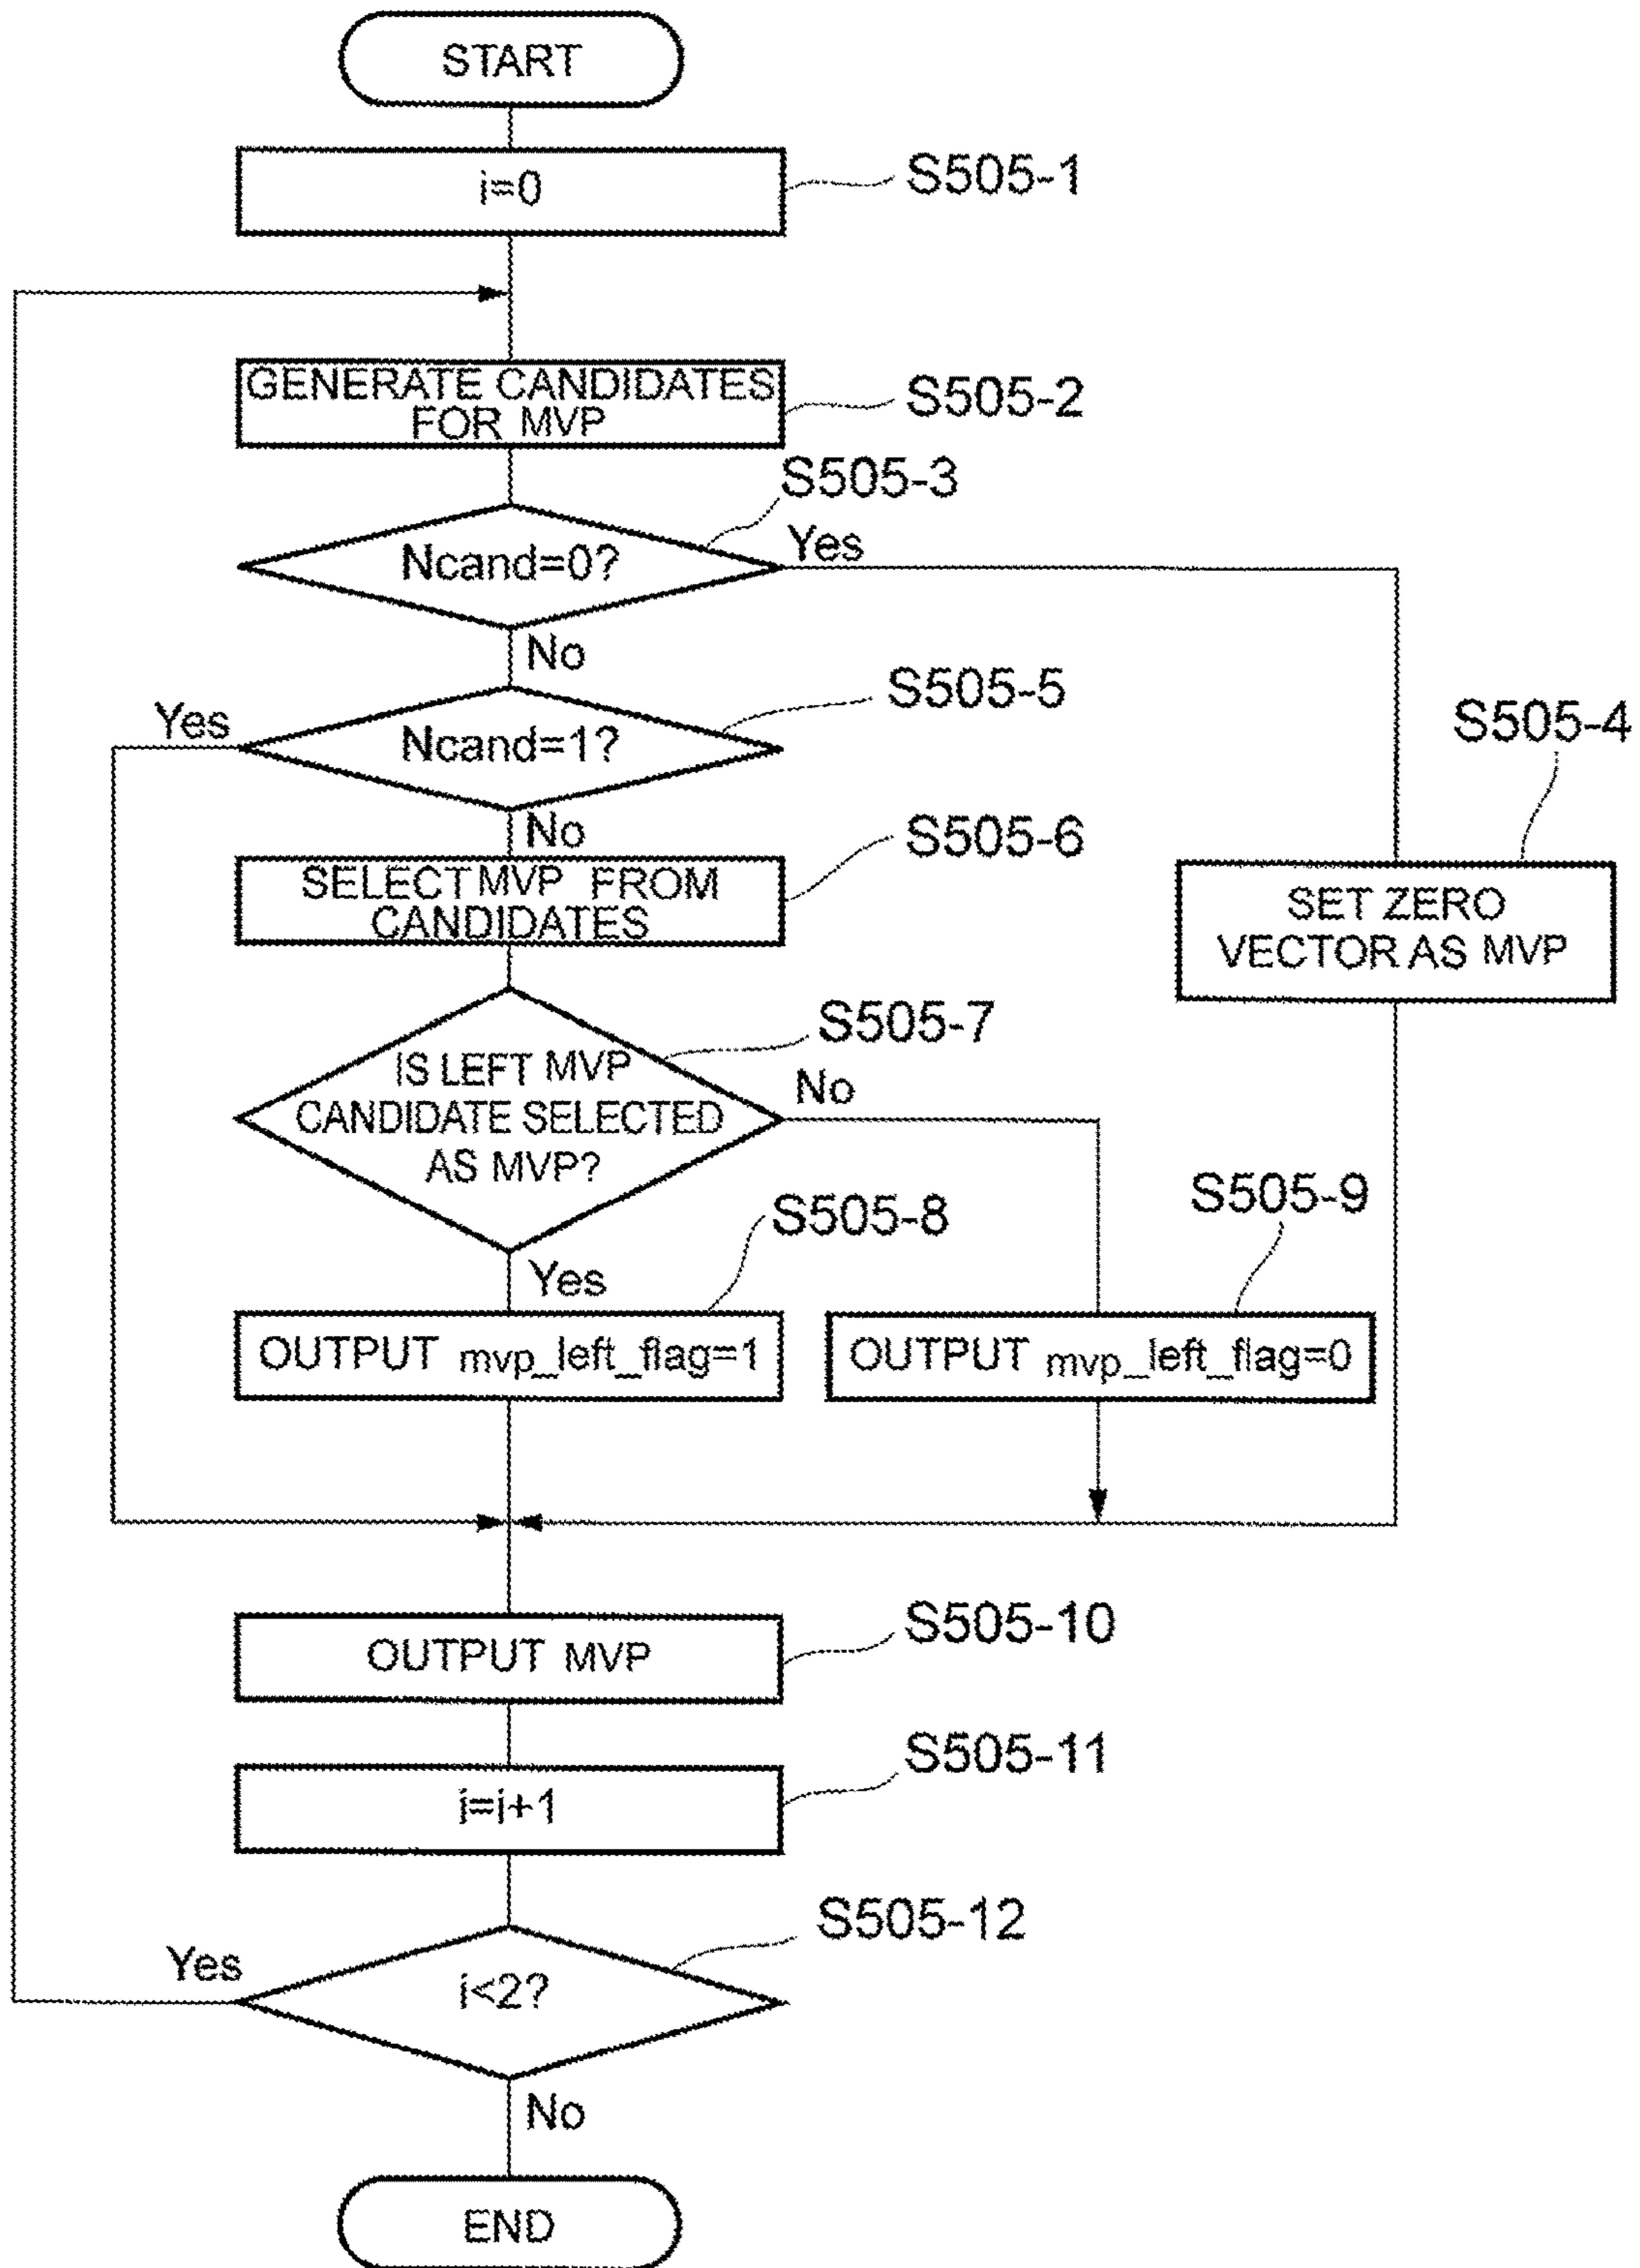 START
i=0
S505-1
GENERATE CANDIDATES
FOR MVP
S505-2
S505-3
Ncand=0?
Yes
No
S505-5
Yes
Ncand=1?
S505-4
No
S505-6
SELECT MVP FROM
CANDIDATES
SET ZERO
VECTOR AS MVP
S505-7
IS LEFT MVP
CANDIDATE SELECTED
AS MVP?
No
S505-8
S505-9
Yes
OUTPUT mvp_left_flag=1
OUTPUT mvp_left_flag=0
S505-10
OUTPUT MVP
S505-11
i=i+1
S505-12
Yes
i<2?
No
END